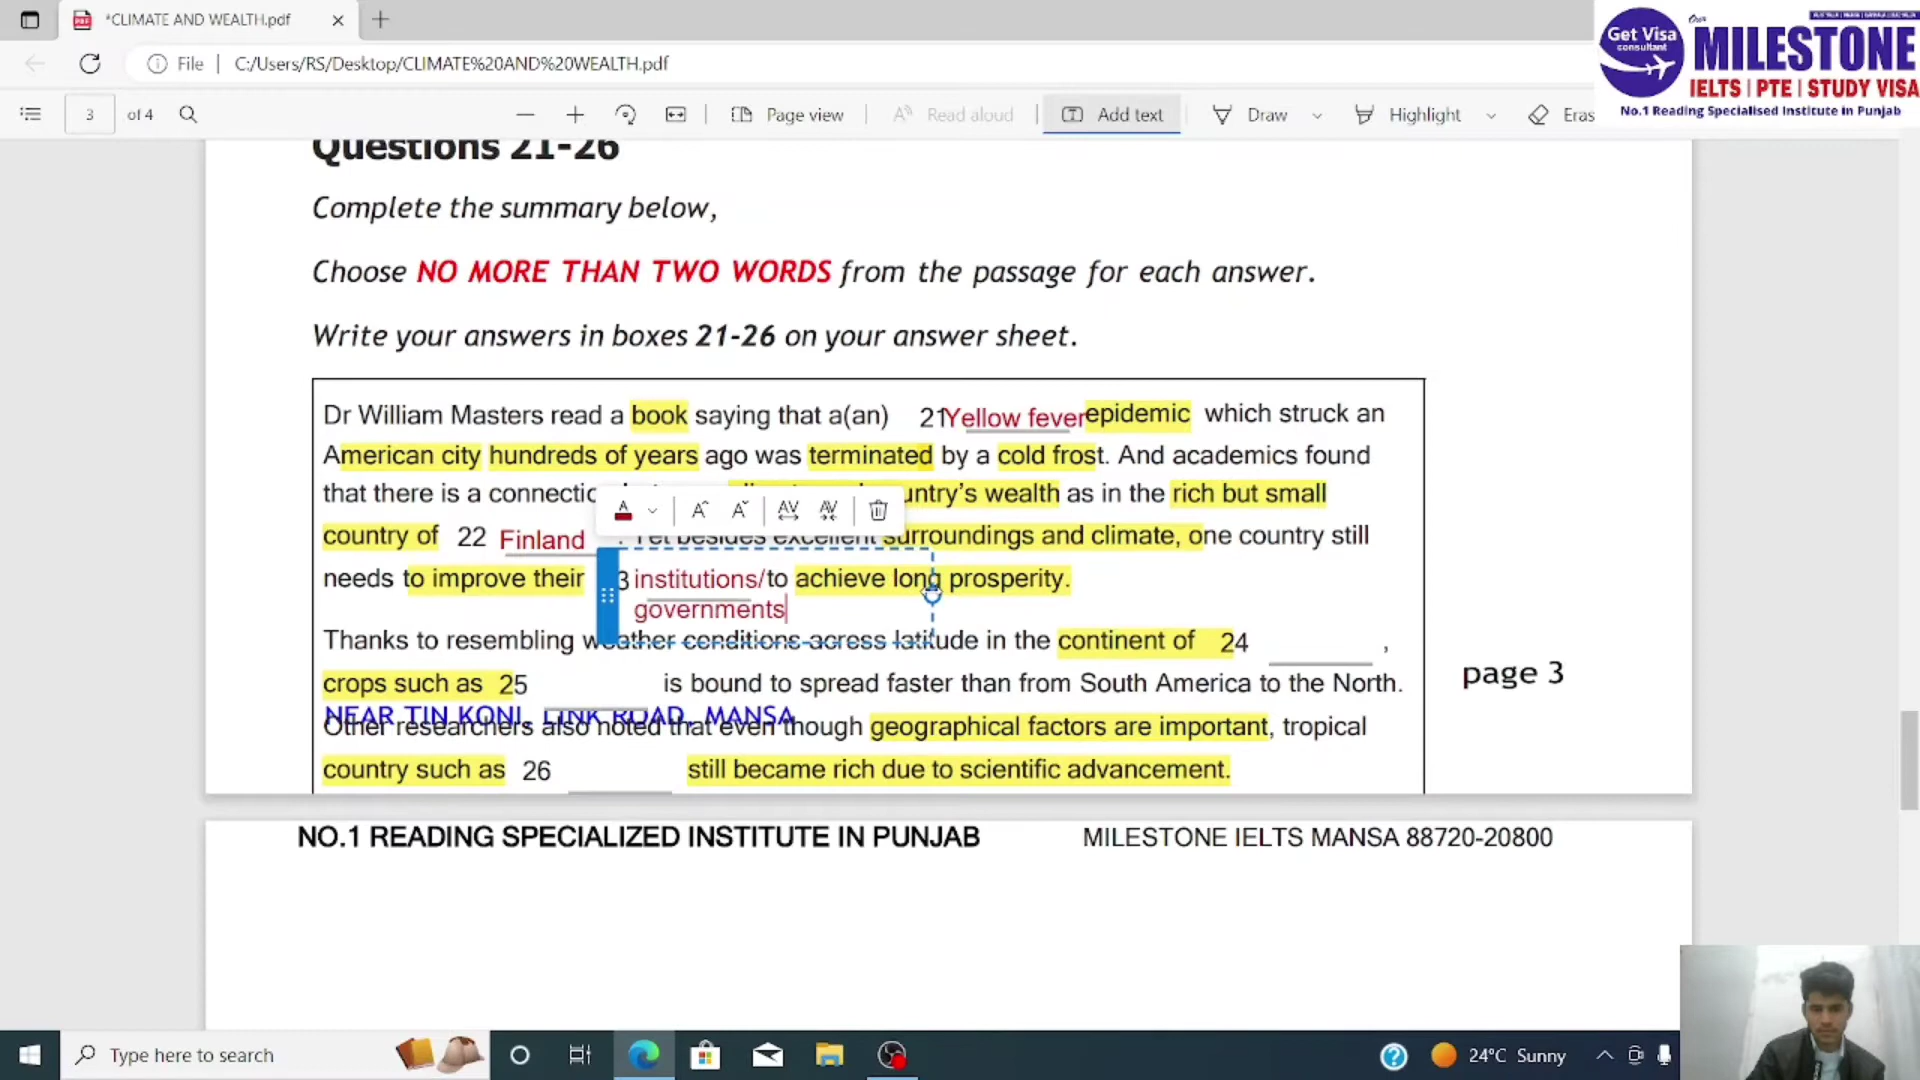 *CLIMATE AND WEALTH.pdf
File | C:/Users/RS/Desktop/CLIMATE%20AND%20WEALTH.pdf
3 of 4
Page view
Read aloud
Add text
Draw
Highlight
Eras
Get Visa
consultant
Our
MILESTONE
IELTS | PTE | STUDY VISA
No.1 Reading Specialised Institute in Punjab
Questions 21-26
Complete the summary below,
Choose NO MORE THAN TWO WORDS from the passage for each answer.
Write your answers in boxes 21-26 on your answer sheet.
Dr William Masters read a book saying that a(an) 21 Yellow fever epidemic which struck an
American city hundreds of years ago was terminated by a cold frost. And academics found
that there is a connectio untry's wealth as in the rich but small
country of 22 Finland . Yet besides excellent surroundings and climate, one country still
needs to improve their 3 institutions/ to achieve long prosperity.
governments
Thanks to resembling weather conditions across latitude in the continent of 24 ,
crops such as 25 is bound to spread faster than from South America to the North.
NEAR TIN KONI, LINK ROAD, MANSA
Other researchers also noted that even though geographical factors are important, tropical
country such as 26 still became rich due to scientific advancement.
page 3
NO.1 READING SPECIALIZED INSTITUTE IN PUNJAB MILESTONE IELTS MANSA 88720-20800
Type here to search
24°C Sunny